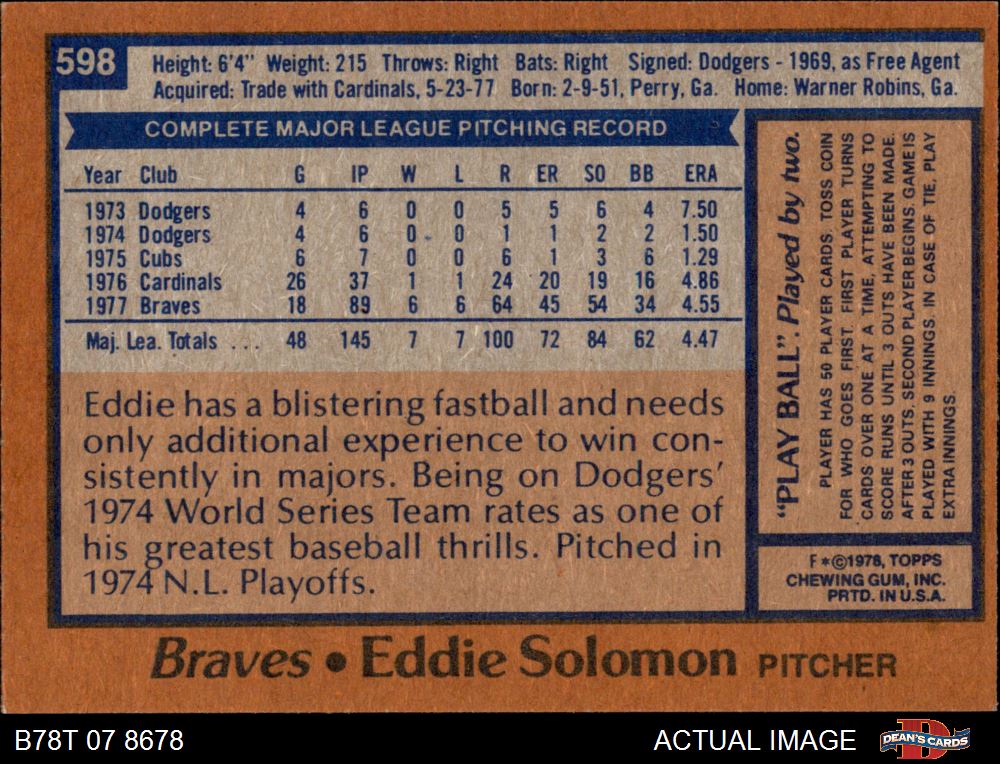 598
Height: 6'4" Weight: 215 Throws: Right Bats: Right Signed: Dodgers - 1969, as Free Agent
Acquired: Trade with Cardinals, 5-23-77 Born: 2-9-51, Perry, Ga. Home: Warner Robins, Ga.
COMPLETE MAJOR LEAGUE PITCHING RECORD
Year Club G IP W L R ER SO BB ERA
1973 Dodgers 4 6 0 0 5 5 6 4 7.50
1974 Dodgers 4 6 0 0 1 1 2 2 1.50
1975 Cubs 6 7 0 0 6 1 3 6 1.29
1976 Cardinals 26 37 1 1 24 20 19 16 4.86
1977 Braves 18 89 6 6 64 45 54 34 4.55
Maj. Lea. Totals ... 48 145 7 7 100 72 84 62 4.47
Eddie has a blistering fastball and needs
only additional experience to win con-
sistently in majors. Being on Dodgers'
1974 World Series Team rates as one of
his greatest baseball thrills. Pitched in
1974 N.L. Playoffs.
"PLAY BALL". Played by two.
PLAYER HAS 50 PLAYER CARDS. TOSS COIN
FOR WHO GOES FIRST. FIRST PLAYER TURNS
CARDS OVER ONE AT A TIME, ATTEMPTING TO
SCORE RUNS UNTIL 3 OUTS HAVE BEEN MADE.
AFTER 3 OUTS, SECOND PLAYER BEGINS. GAME IS
PLAYED WITH 9 INNINGS. IN CASE OF TIE, PLAY
EXTRA INNINGS.
F*©1978, TOPPS
CHEWING GUM, INC.
PRTD. IN U.S.A.
Braves • Eddie Solomon PITCHER
B78T 07 8678
ACTUAL IMAGE
D
DEAN'S CARDS